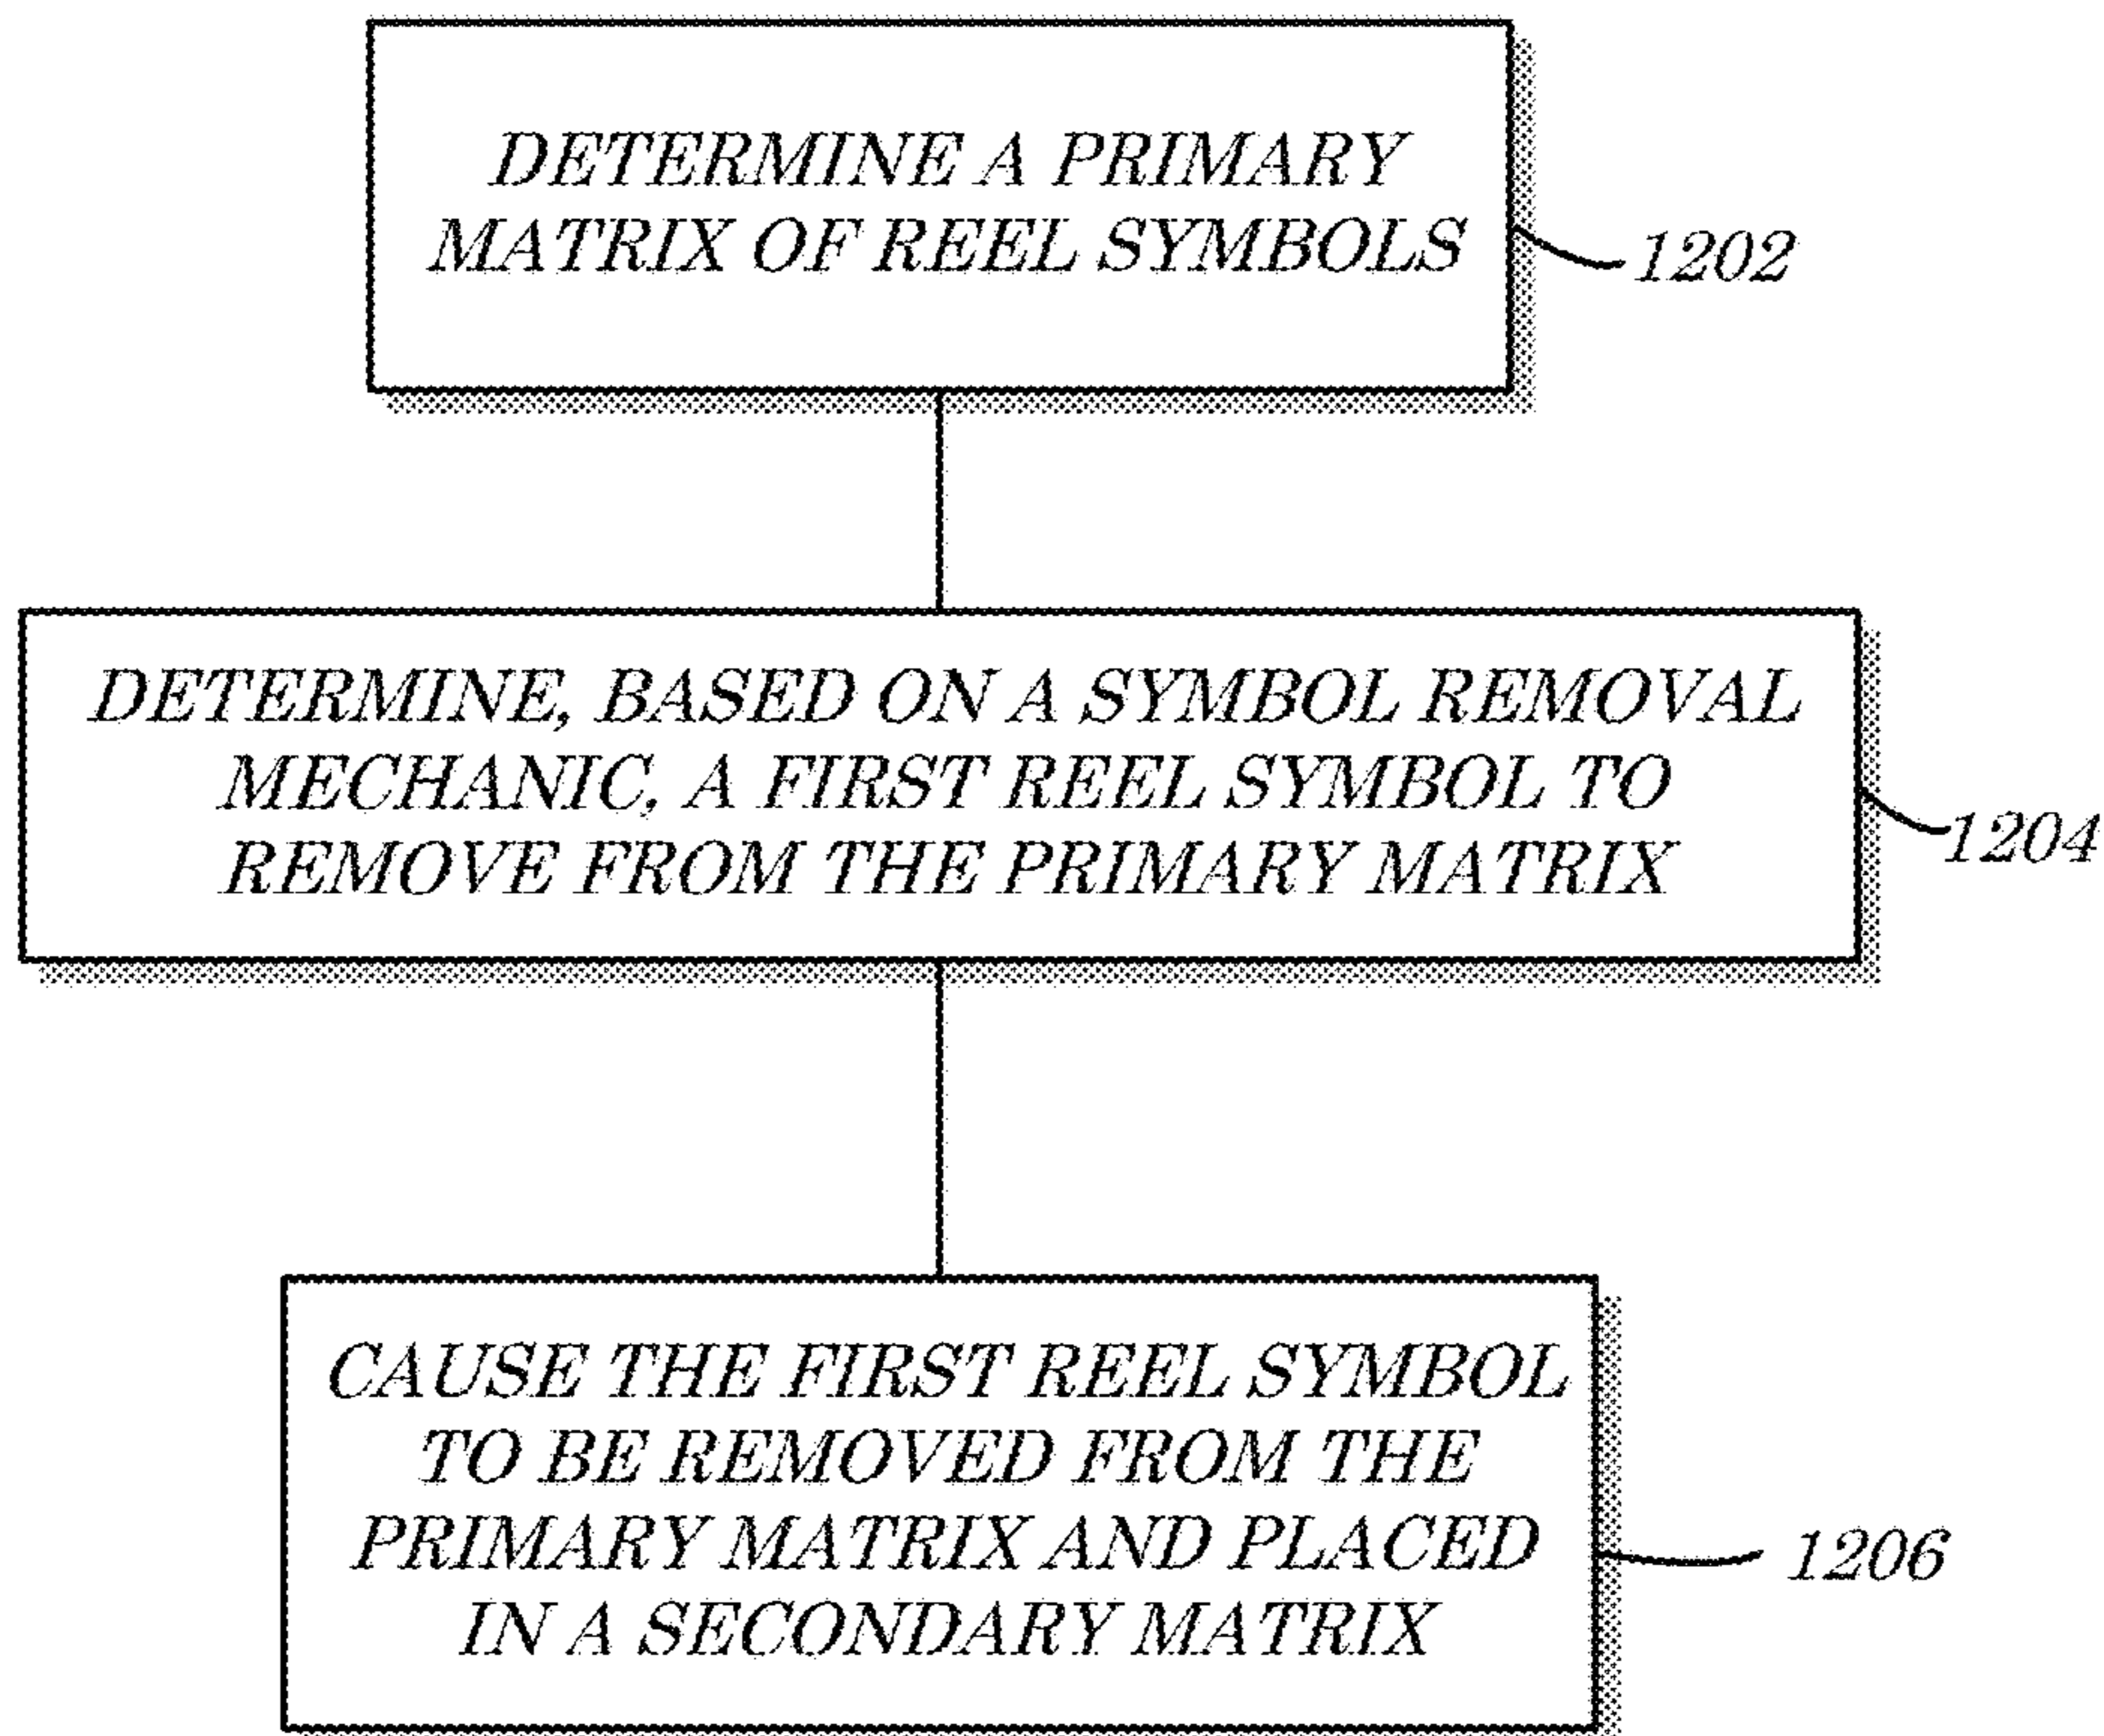 DETERMINE A PRIMARY
MATRIX OF REEL SYMBOLS
1202
DETERMINE, BASED ON A SYMBOL REMOVAL
MECHANIC, A FIRST REEL SYMBOL TO
REMOVE FROM THE PRIMARY MATRIX
1204
CAUSE THE FIRST REEL SYMBOL
TO BE REMOVED FROM THE
PRIMARY MATRIX AND PLACED
IN A SECONDARY MATRIX
1206